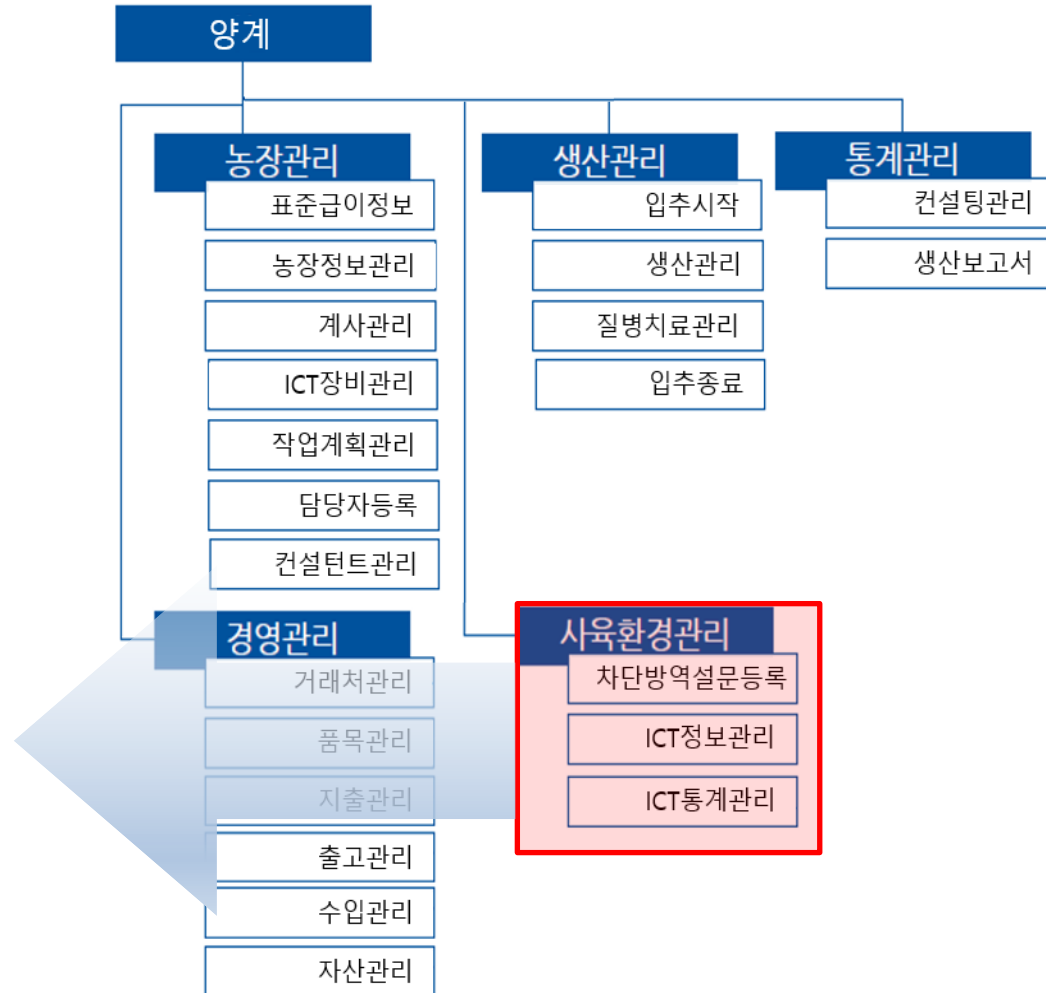 양계
농장관리
표준급이정보
농장정보관리
계사관리
ICT장비관리
작업계획관리
담당자등록
컨설턴트관리
생산관리
입추시작
생산관리
질병치료관리
입추종료
통계관리
컨설팅관리
생산보고서
경영관리
거래처관리
품목관리
지출관리
출고관리
수입관리
자산관리
사육환경관리
차단방역설문등록
ICT정보관리
ICT통계관리